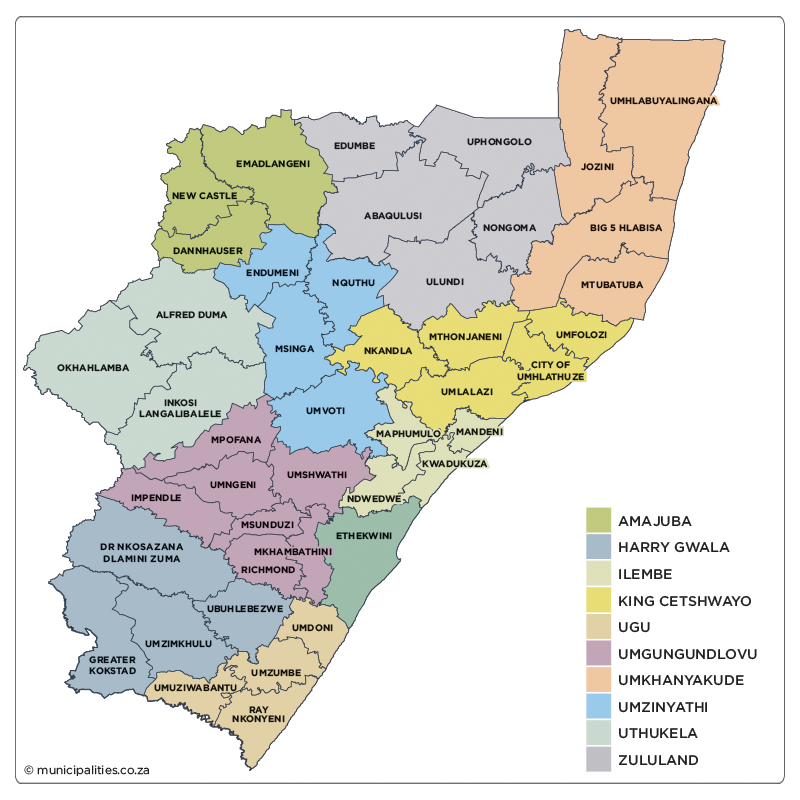 UMHLABUYALINGANA
JOZINI
EDUMBE
UPHONGOLO
EMADLANGENI
NEW CASTLE
ABAQULUSI
NONGOMA
BIG 5 HLABISA
DANNHAUSER
ENDUMENI
NQUTHU
ULUNDI
MTUBATUBA
ALFRED DUMA
MSINGA
NKANDLA
MTHONJANENI
UMFOLOZI
OKHAHLAMBA
CITY OF
UMHLATHUZE
UMLALAZI
INKOSI
LANGALIBALELE
UMVOTI
MAPHUMULO
MANDENI
MPOFANA
KWADUKUZA
UMSHWATHI
UMNGENI
IMPENDLE
NDWEDWE
MSUNDUZI
ETHEKWINI
DR NKOSAZANA
DLAMINI ZUMA
MKHAMBATHINI
RICHMOND
UBUHLEBEZWE
UMDONI
UMZIMKHULU
GREATER
KOKSTAD
UMZUMBE
UMUZIWABANTU
RAY
NKONYENI
AMAJUBA
HARRY GWALA
ILEMBE
KING CETSHWAYO
UGU
UMGUNGUNDLOVU
UMKHANYAKUDE
UMZINYATHI
UTHUKELA
ZULULAND
© municipalities.co.za